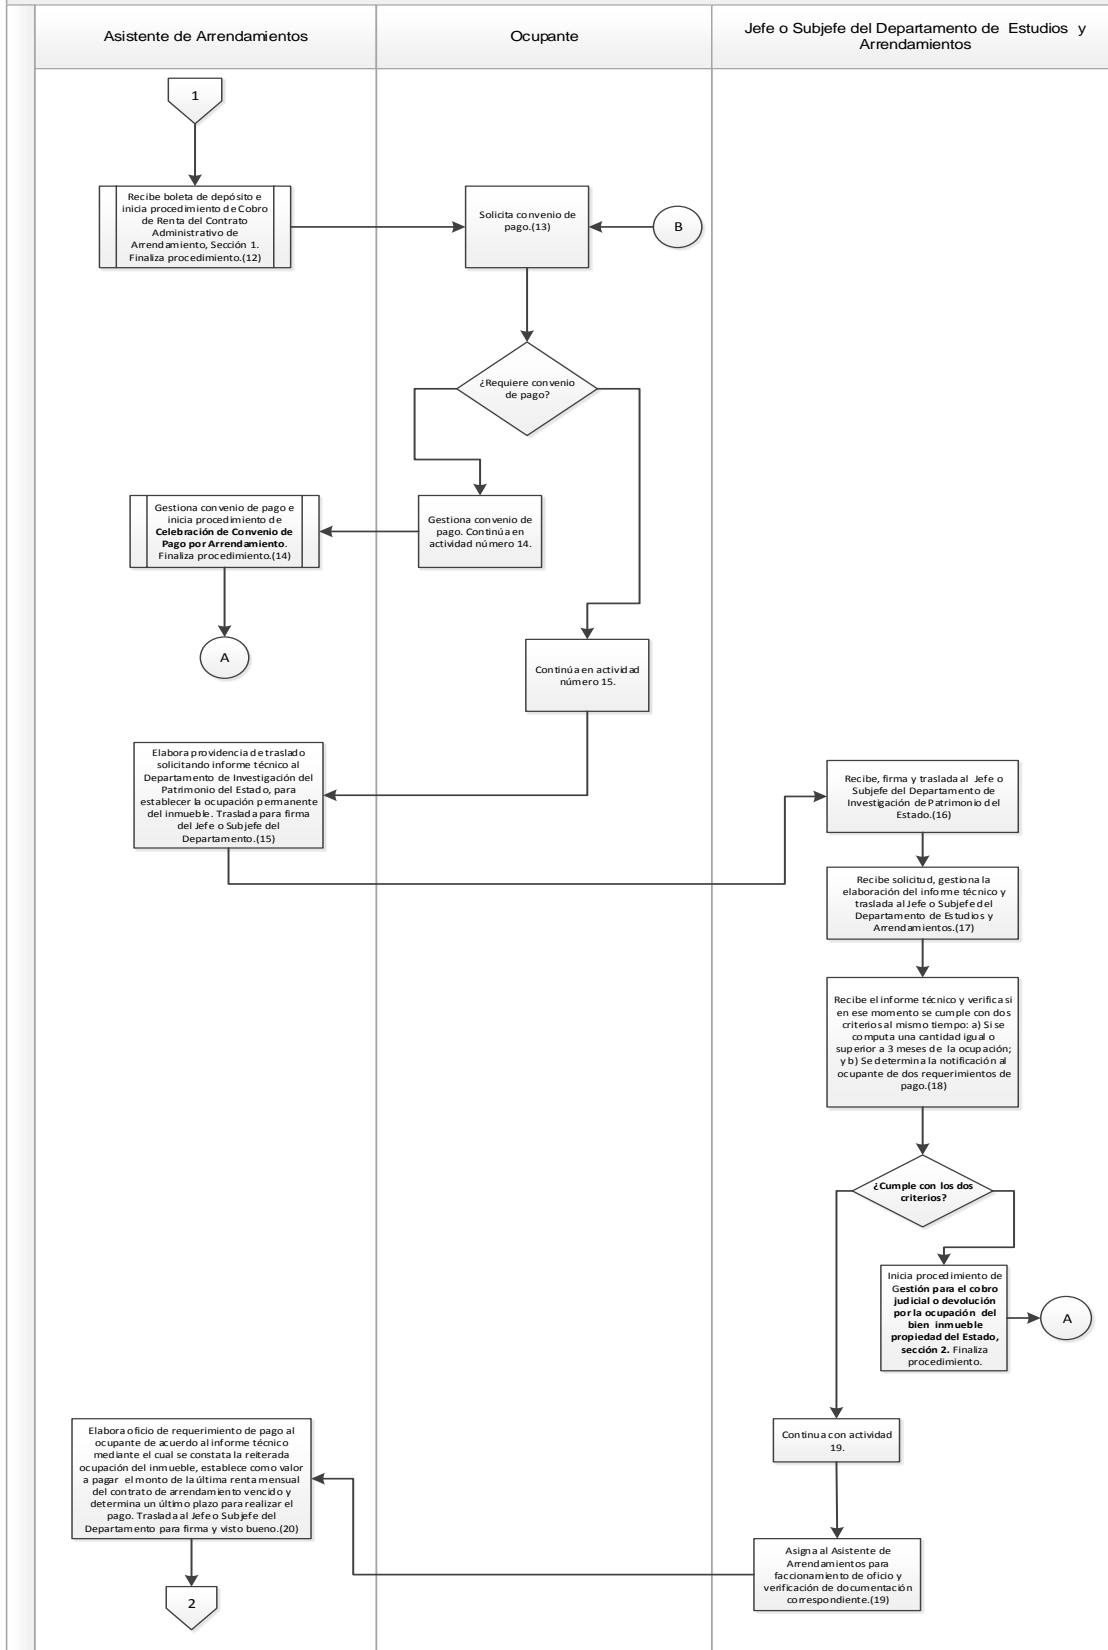 Asistente de Arrendamientos
Ocupante
Jefe o Subjefe del Departamento de Estudios y
Arrendamientos
1
Recibe boleta de depósito e
inicia procedimiento de Cobro
de Renta del Contrato
Administrativo de
Arrendamiento, Sección 1.
Finaliza procedimiento.(12)
Solicita convenio de
pago.(13)
B
¿Requiere convenio
de pago?
Gestiona convenio de pago e
inicia procedimiento de
Celebración de Convenio de
Pago por Arrendamiento.
Finaliza procedimiento.(14)
Gestiona convenio de
pago. Continúa en
actividad número 14.
A
Continúa en actividad
número 15.
Elabora providencia de traslado
solicitando informe técnico al
Departamento de Investigación del
Patrimonio del Estado, para
establecer la ocupación permanente
del inmueble. Traslada para firma
del Jefe o Subjefe del
Departamento.(15)
Recibe, firma y traslada al Jefe o
Subjefe del Departamento de
Investigación de Patrimonio del
Estado.(16)
Recibe solicitud, gestiona la
elaboración del informe técnico y
traslada al Jefe o Subjefe del
Departamento de Estudios y
Arrendamientos.(17)
Recibe el informe técnico y verifica si
en ese momento se cumple con dos
criterios al mismo tiempo: a) Si se
computa una cantidad igual o
superior a 3 meses de la ocupación;
y b) Se determina la notificación al
ocupante de dos requerimientos de
pago.(18)
¿Cumple con los dos
criterios?
Inicia procedimiento de
Gestión para el cobro
judicial o devolución
por la ocupación del
bien inmueble
propiedad del Estado,
sección 2. Finaliza
procedimiento.
A
Continua con actividad
19.
Elabora oficio de requerimiento de pago al
ocupante de acuerdo al informe técnico
mediante el cual se constata la reiterada
ocupación del inmueble, establece como valor
a pagar el monto de la última renta mensual
del contrato de arrendamiento vencido y
determina un último plazo para realizar el
pago. Traslada al Jefe o Subjefe del
Departamento para firma y visto bueno.(20)
Asigna al Asistente de
Arrendamientos para
faccionamiento de oficio y
verificación de documentación
correspondiente.(19)
2